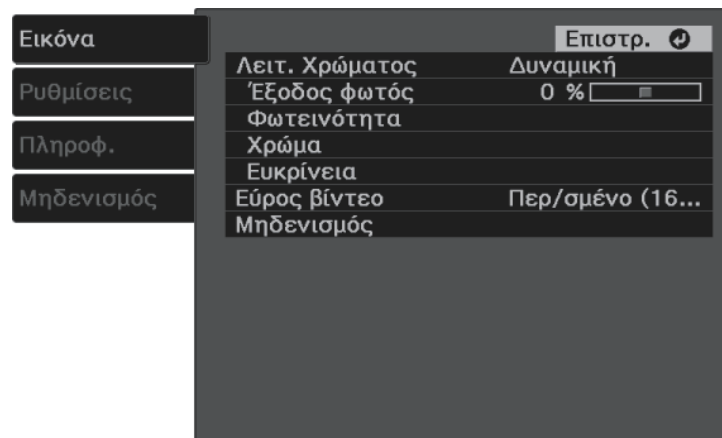 Εικόνα
Ρυθμίσεις
Πληροφ.
Μηδενισμός
Επιστρ.
Λειτ. Χρώματος Δυναμική
Έξοδος φωτός 0 %
Φωτεινότητα
Χρώμα
Ευκρίνεια
Εύρος βίντεο Περ/σμένο (16...
Μηδενισμός